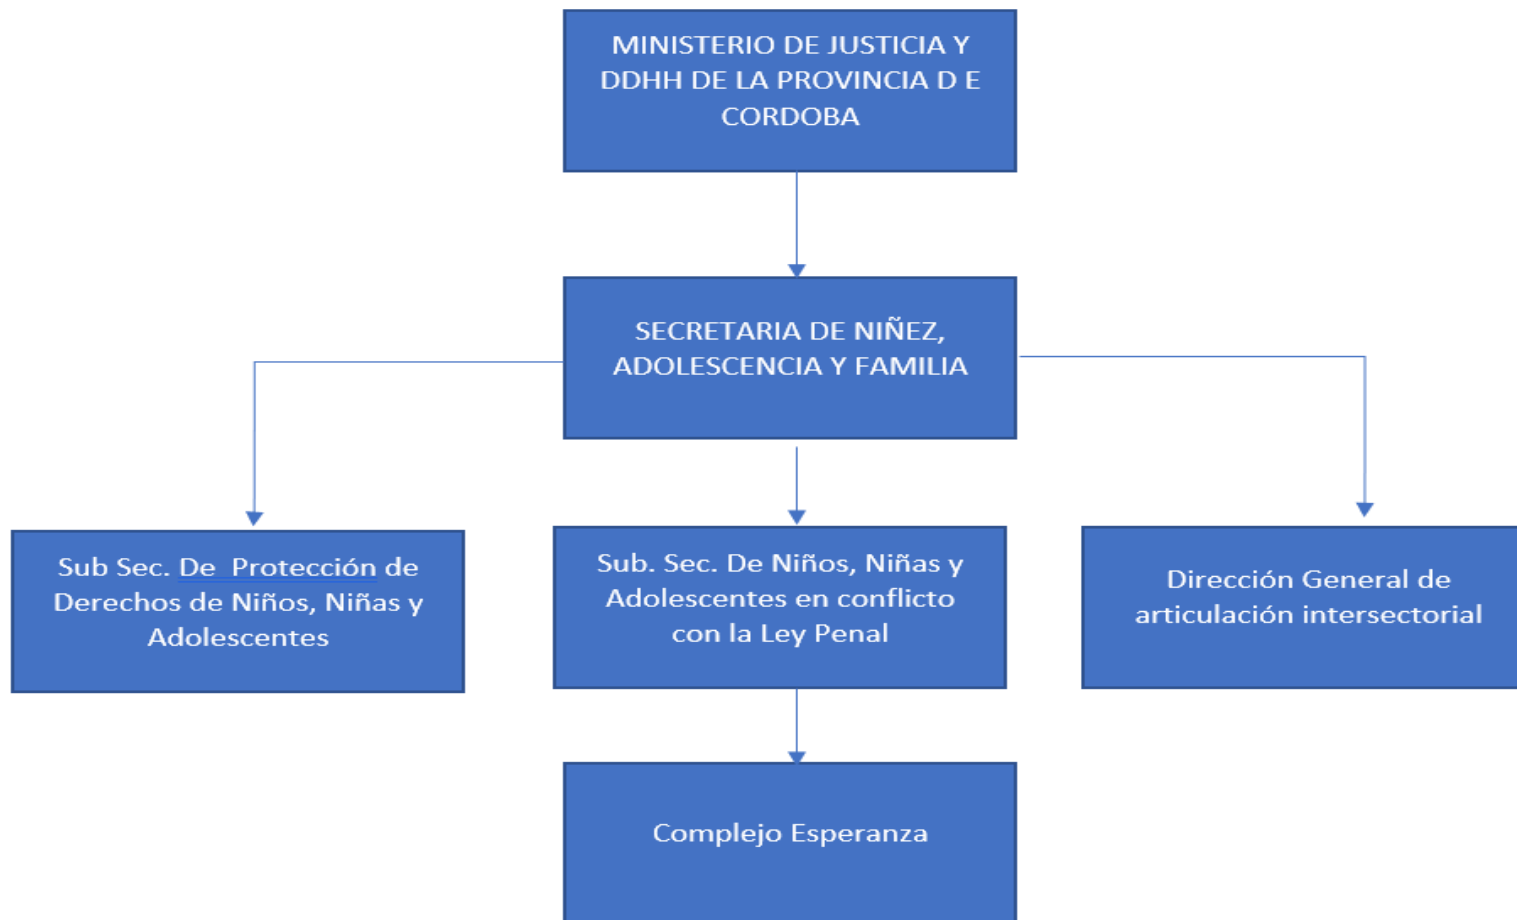 MINISTERIO DE JUSTICIA Y
DDHH DE LA PROVINCIA D E
CORDOBA
SECRETARIA DE NIÑEZ,
ADOLESCENCIA Y FAMILIA
Sub Sec. De  Protección de
Derechos de Niños, Niñas y
Adolescentes
Sub. Sec. De Niños, Niñas y
Adolescentes en conflicto
con la Ley Penal
Dirección General de
articulación intersectorial
Complejo Esperanza